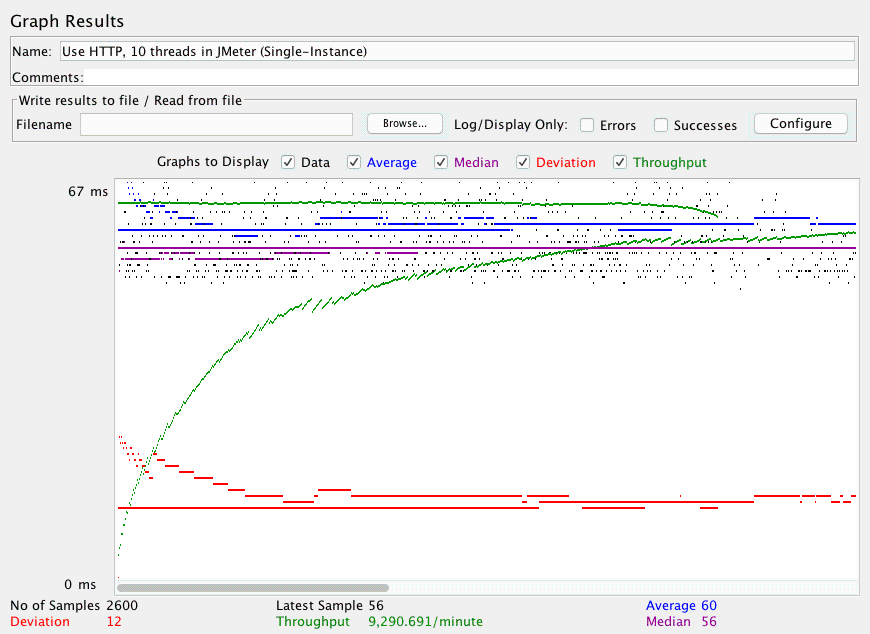 Graph Results
Name: Use HTTP, 10 threads in JMeter (Single-Instance)
Comments:
Write results to file / Read from file
Filename Browse... Log/Display Only: Errors Successes Configure
Graphs to Display Data Average Median Deviation Throughput
67 ms
0 ms
No of Samples 2600 Latest Sample 56 Average 60
Deviation 12 Throughput 9,290.691/minute Median 56